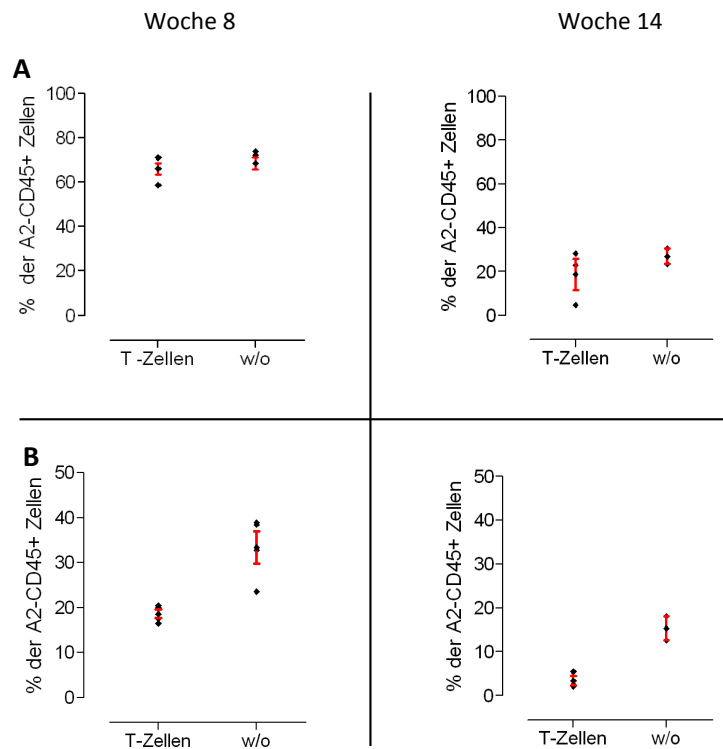 Woche 8
Woche 14
A
% der A2-CD45+ Zellen
100
80
60
40
20
0
T -Zellen
w/o
% der A2-CD45+ Zellen
100
80
60
40
20
0
T-Zellen
w/o
B
% der A2-CD45+ Zellen
50
40
30
20
10
0
T-Zellen
w/o
% der A2-CD45+ Zellen
50
40
30
20
10
0
T-Zellen
w/o